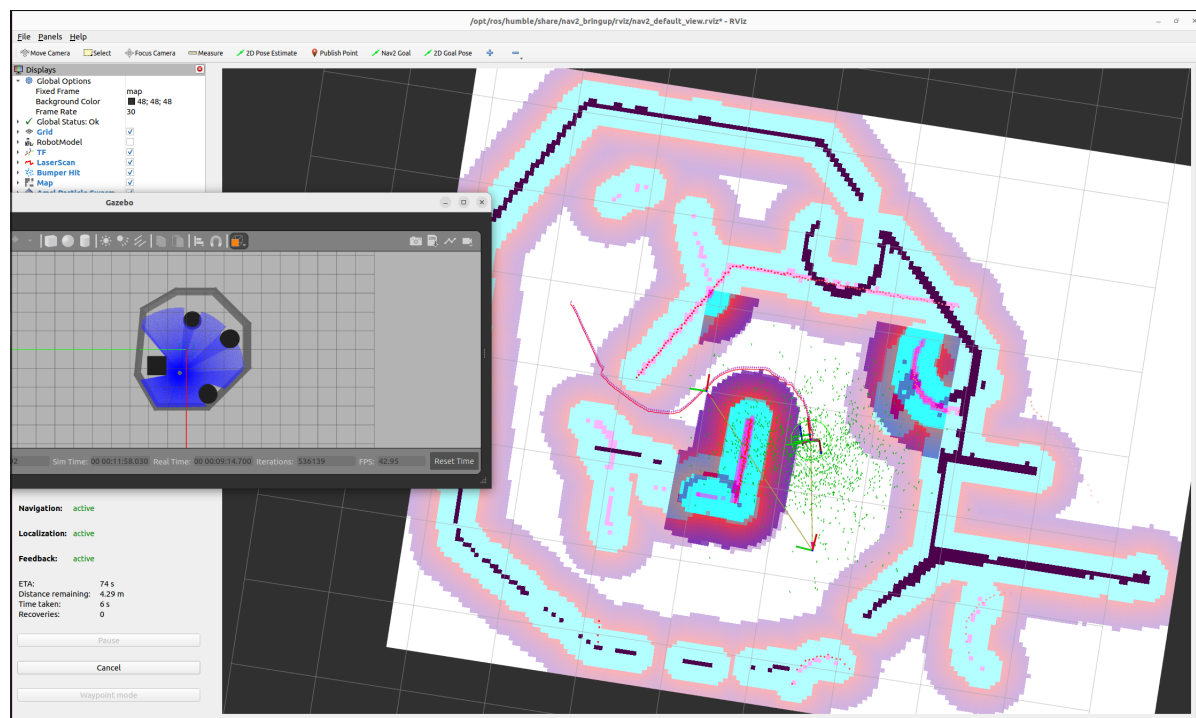 /opt/ros/humble/share/nav2_bringup/rviz/nav2_default_view.rviz* - RViz
File Panels Help
Move Camera Select Focus Camera Measure 2D Pose Estimate Publish Point Nav2 Goal 2D Goal Pose
Displays
Global Options
Fixed Frame map
Background Color 48; 48; 48
Frame Rate 30
Global Status: Ok
Grid
RobotModel
TF
LaserScan
Bumper Hit
Map
Gazebo
92 Sim Time: 00 00:11:58.030 Real Time: 00 00:09:14.700 Iterations: 536139 FPS: 42.95 Reset Time
Navigation: active
Localization: active
Feedback: active
ETA: 74 s
Distance remaining: 4.29 m
Time taken: 6 s
Recoveries: 0
Pause
Cancel
Waypoint mode